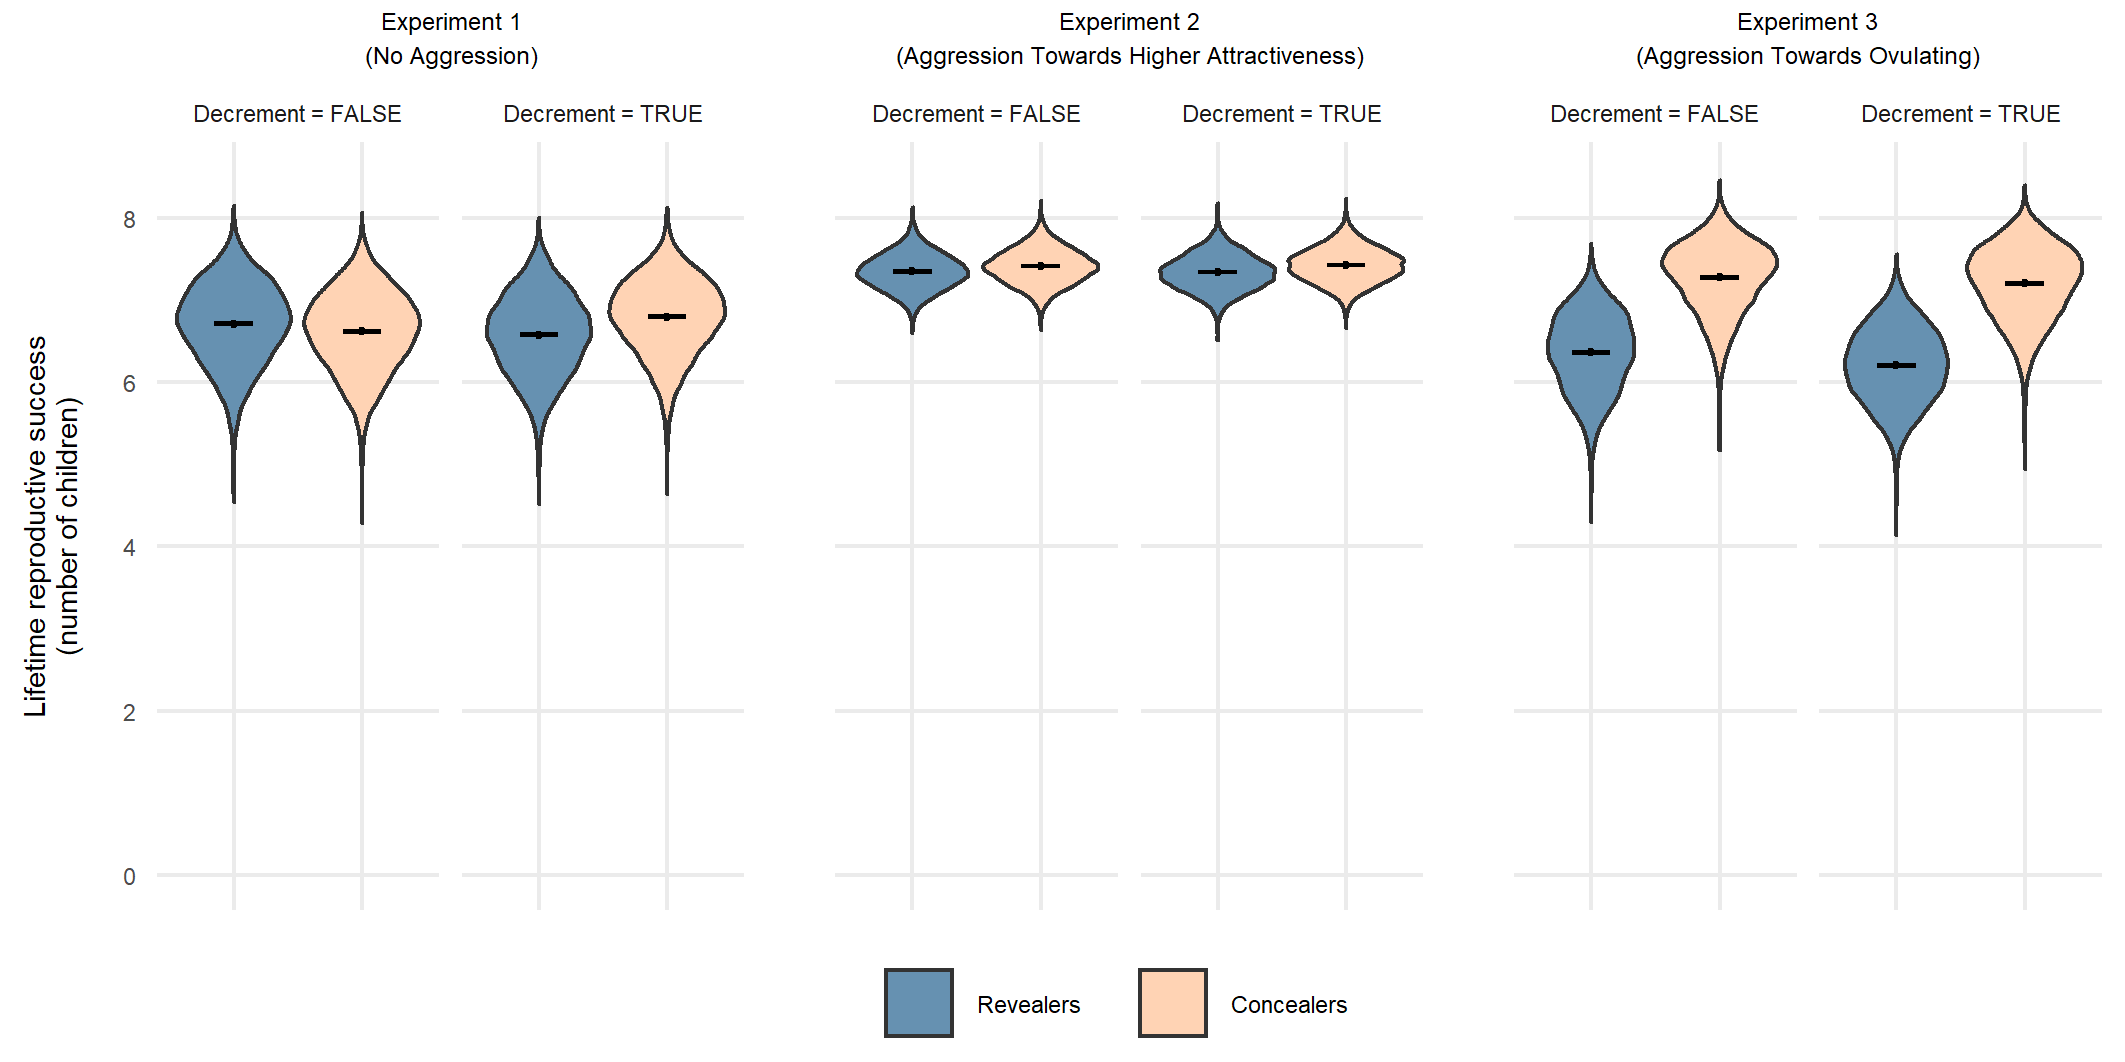 Experiment 1
(No Aggression)
Experiment 2
(Aggression Towards Higher Attractiveness)
Experiment 3
(Aggression Towards Ovulating)
Decrement = FALSE
Decrement = TRUE
Decrement = FALSE
Decrement = TRUE
Decrement = FALSE
Decrement = TRUE
Lifetime reproductive success
(number of children)
8
6
4
2
0
Revealers
Concealers